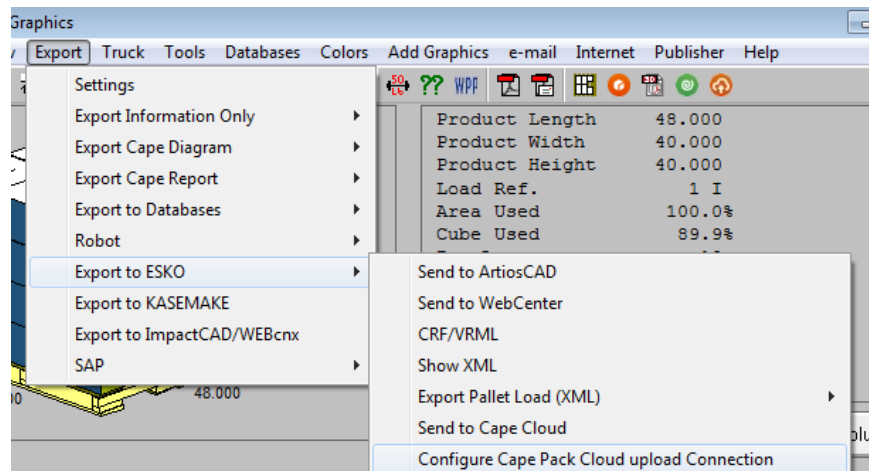 Graphics
Export Truck Tools Databases Colors Add Graphics e-mail Internet Publisher Help
50 LB ?? WPP
Settings
Export Information Only
Export Cape Diagram
Export Cape Report
Export to Databases
Robot
Export to ESKO
Export to KASEMAKE
Export to ImpactCAD/WEBcnx
SAP
Product Length 48.000
Product Width 40.000
Product Height 40.000
Load Ref. 1 I
Area Used 100.0%
Cube Used 89.9%
Send to ArtiosCAD
Send to WebCenter
CRF/VRML
Show XML
Export Pallet Load (XML)
Send to Cape Cloud
Configure Cape Pack Cloud upload Connection
48.000